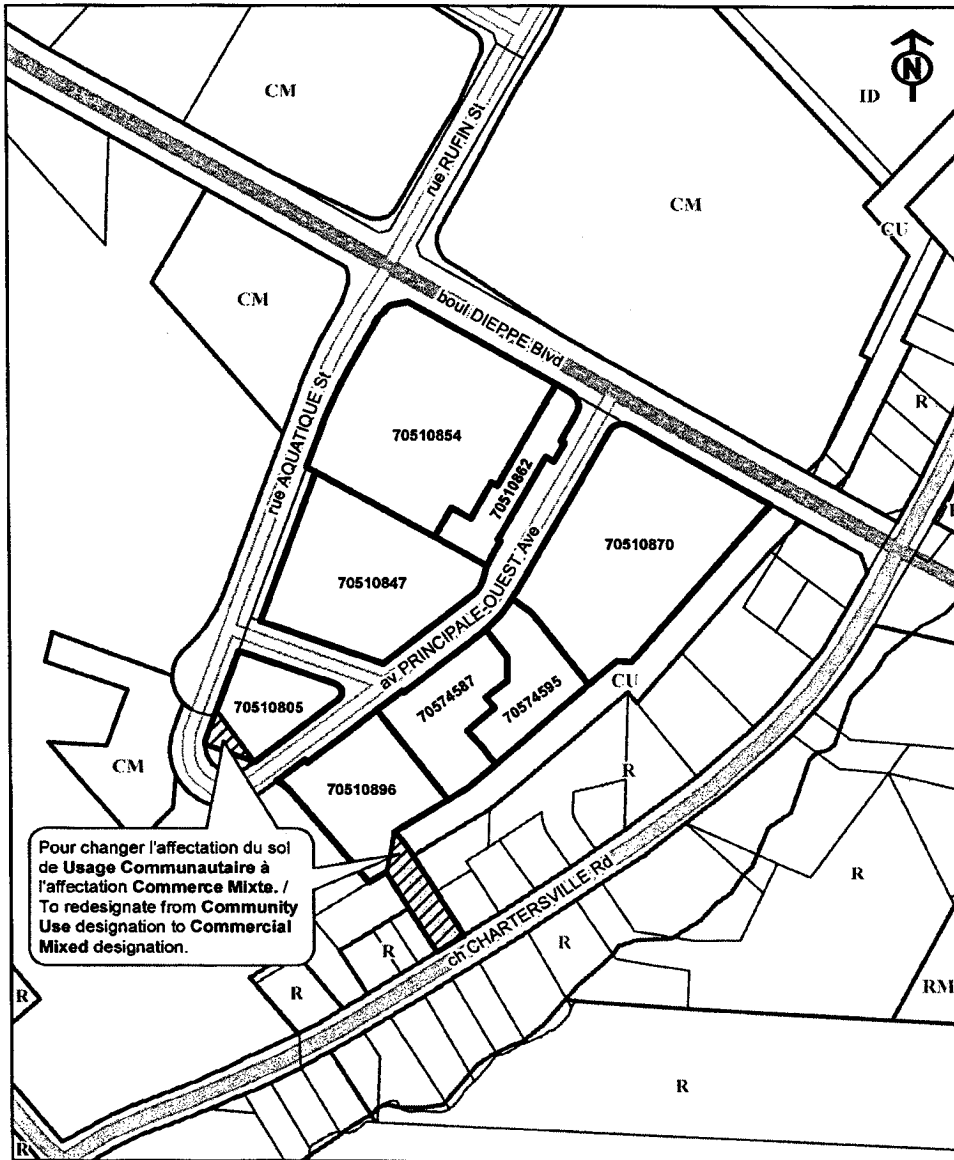 CM
ID
N
rue RUFIN St
CM
CU
CM
boul DIEPPE Blvd
R
rue AQUATIQUE St
70510854
70510862
70510870
70510847
av PRINCIPALE-OUEST Ave
70510805
70574587
70574595
CU
CM
70510896
R
Pour changer l'affectation du sol
de Usage Communautaire à
l'affectation Commerce Mixte. /
To redesignate from Community
Use designation to Commercial
Mixed designation.
ch CHARTERSVILLE Rd
R
R
R
R
R
RM
R
R